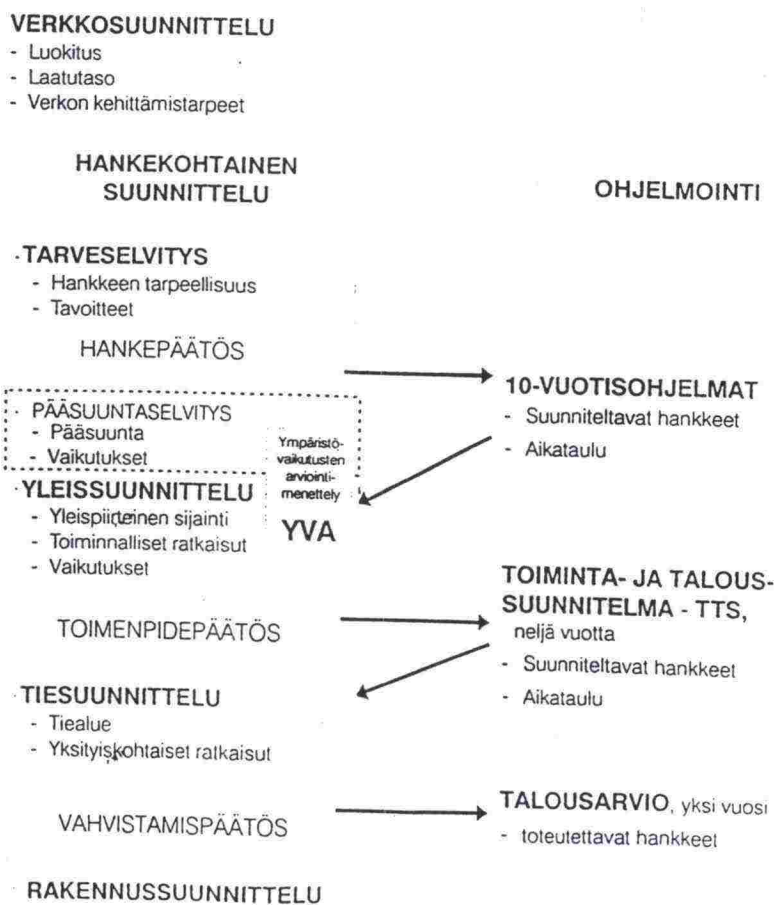 VERKKOSUUNNITTELU
- Luokitus
- Laatutaso
- Verkon kehittämistarpeet
HANKEKOHTAINEN
SUUNNITTELU
OHJELMOINTI
TARVESELVITYS
- Hankkeen tarpeellisuus
- Tavoitteet
HANKEPÄÄTÖS
10-VUOTISOHJELMAT
- Suunniteltavat hankkeet
- Aikataulu
PÄÄSUUNTASELVITYS
- Pääsuunta
- Vaikutukset
Ympäristö-
vaikutusten
arviointi-
menettely
YVA
YLEISSUUNNITTELU
- Yleispiirteinen sijainti
- Toiminnalliset ratkaisut
- Vaikutukset
TOIMENPIDEPÄÄTÖS
TOIMINTA- JA TALOUS-
SUUNNITELMA - TTS,
neljä vuotta
- Suunniteltavat hankkeet
- Aikataulu
TIESUUNNITTELU
- Tiealue
- Yksityiskohtaiset ratkaisut
VAHVISTAMISPÄÄTÖS
TALOUSARVIO, yksi vuosi
- toteutettavat hankkeet
RAKENNUSSUUNNITTELU